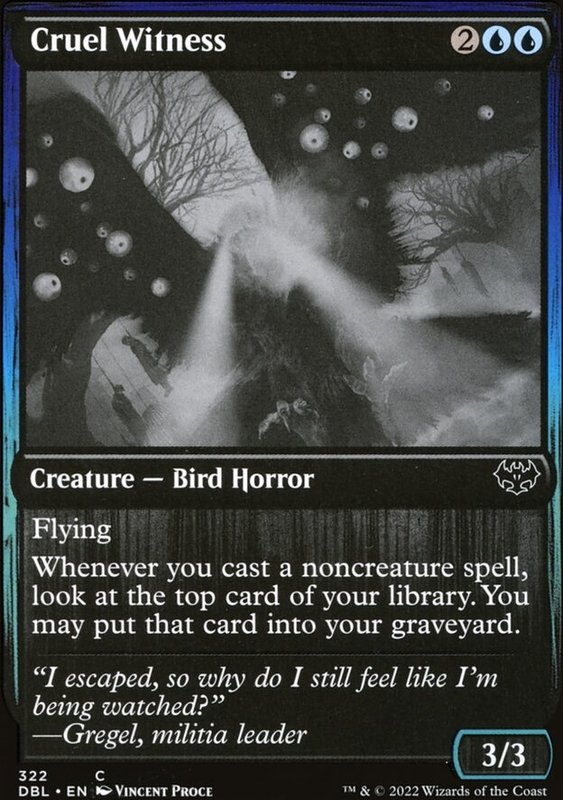 Cruel Witness 2
Creature — Bird Horror
Flying
Whenever you cast a noncreature spell,
look at the top card of your library. You
may put that card into your graveyard.
“I escaped, so why do I still feel like I’m
being watched?”
—Gregel, militia leader
3/3
322 C
DBL • EN Vincent Proce
™ & © 2022 Wizards of the Coast